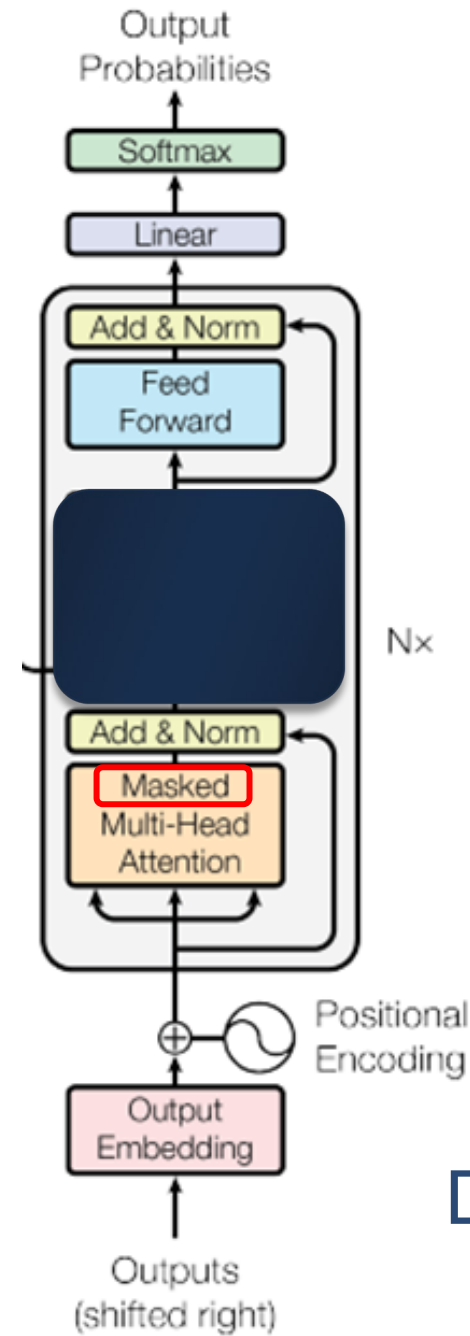 Output
Probabilities
Softmax
Linear
Add & Norm
Feed
Forward
N×
Add & Norm
Masked
Multi-Head
Attention
Positional
Encoding
Output
Embedding
Outputs
(shifted right)